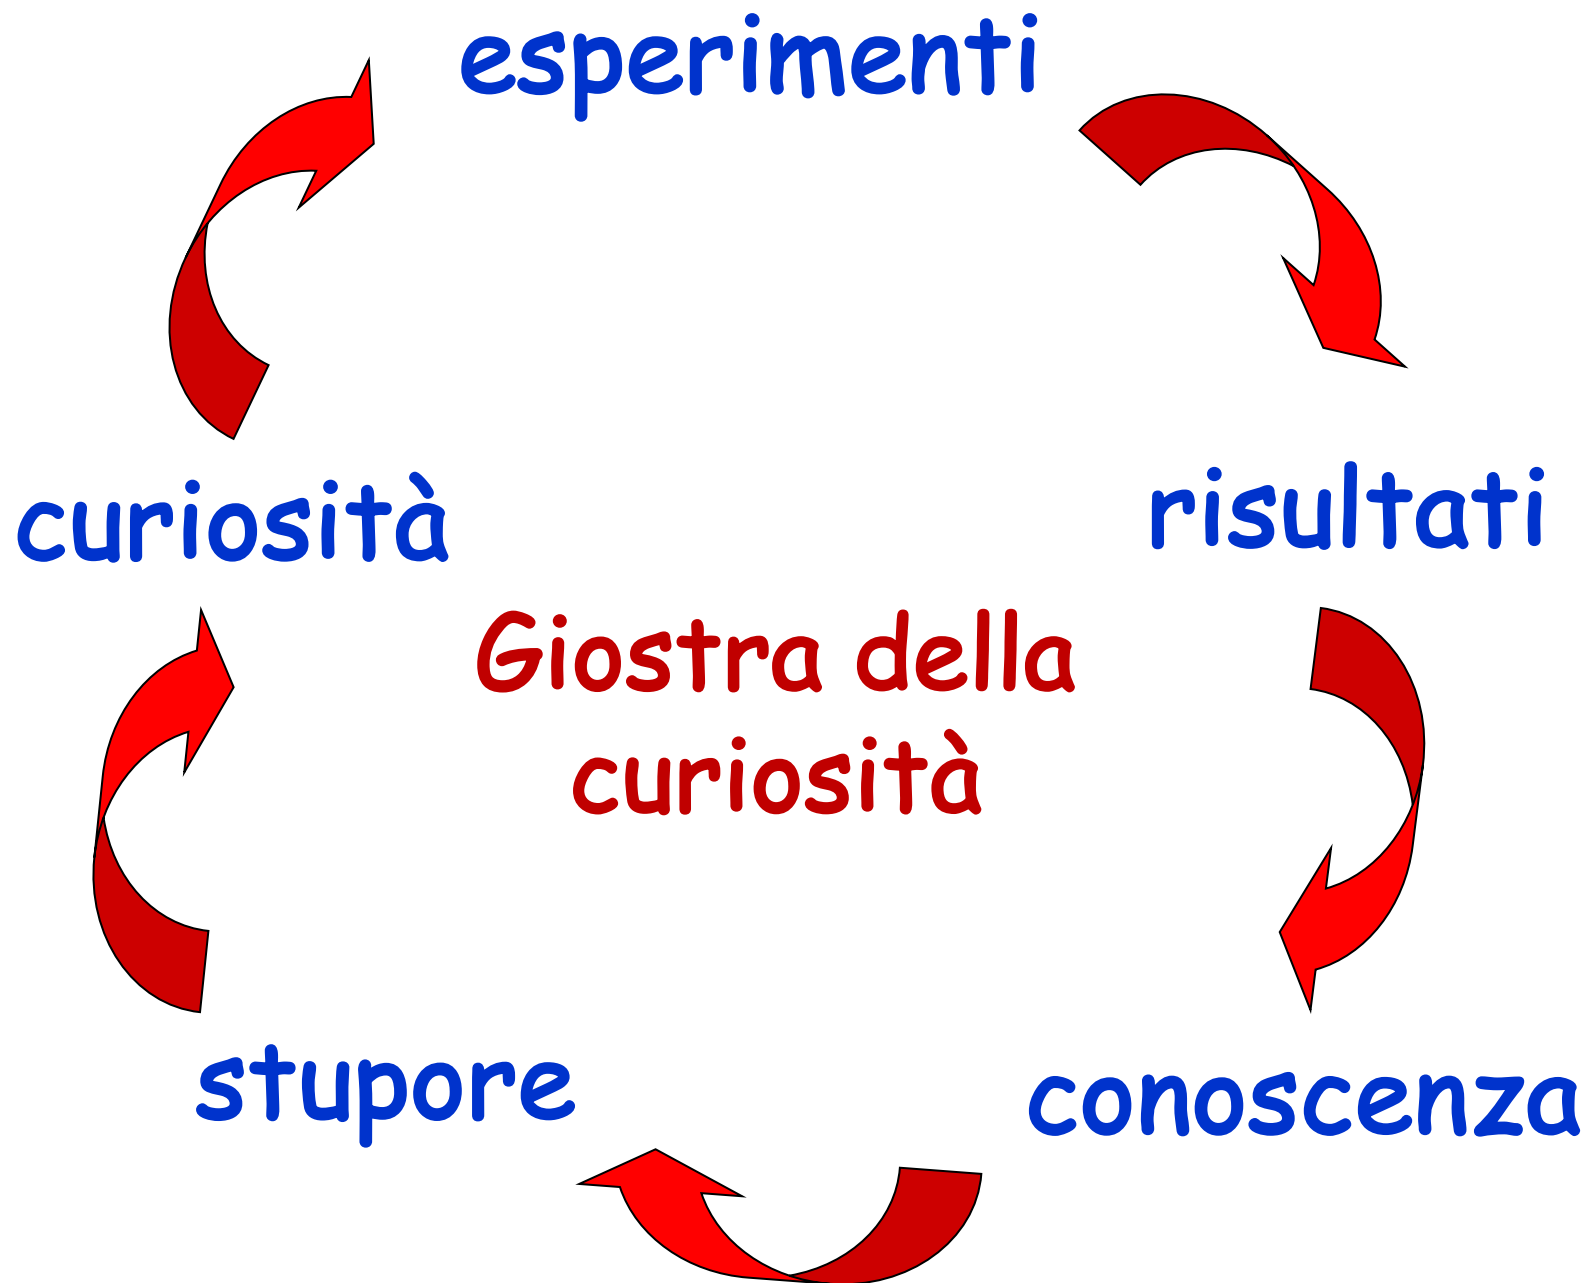 esperimenti
curiosità
risultati
Giostra della
curiosità
stupore
conoscenza